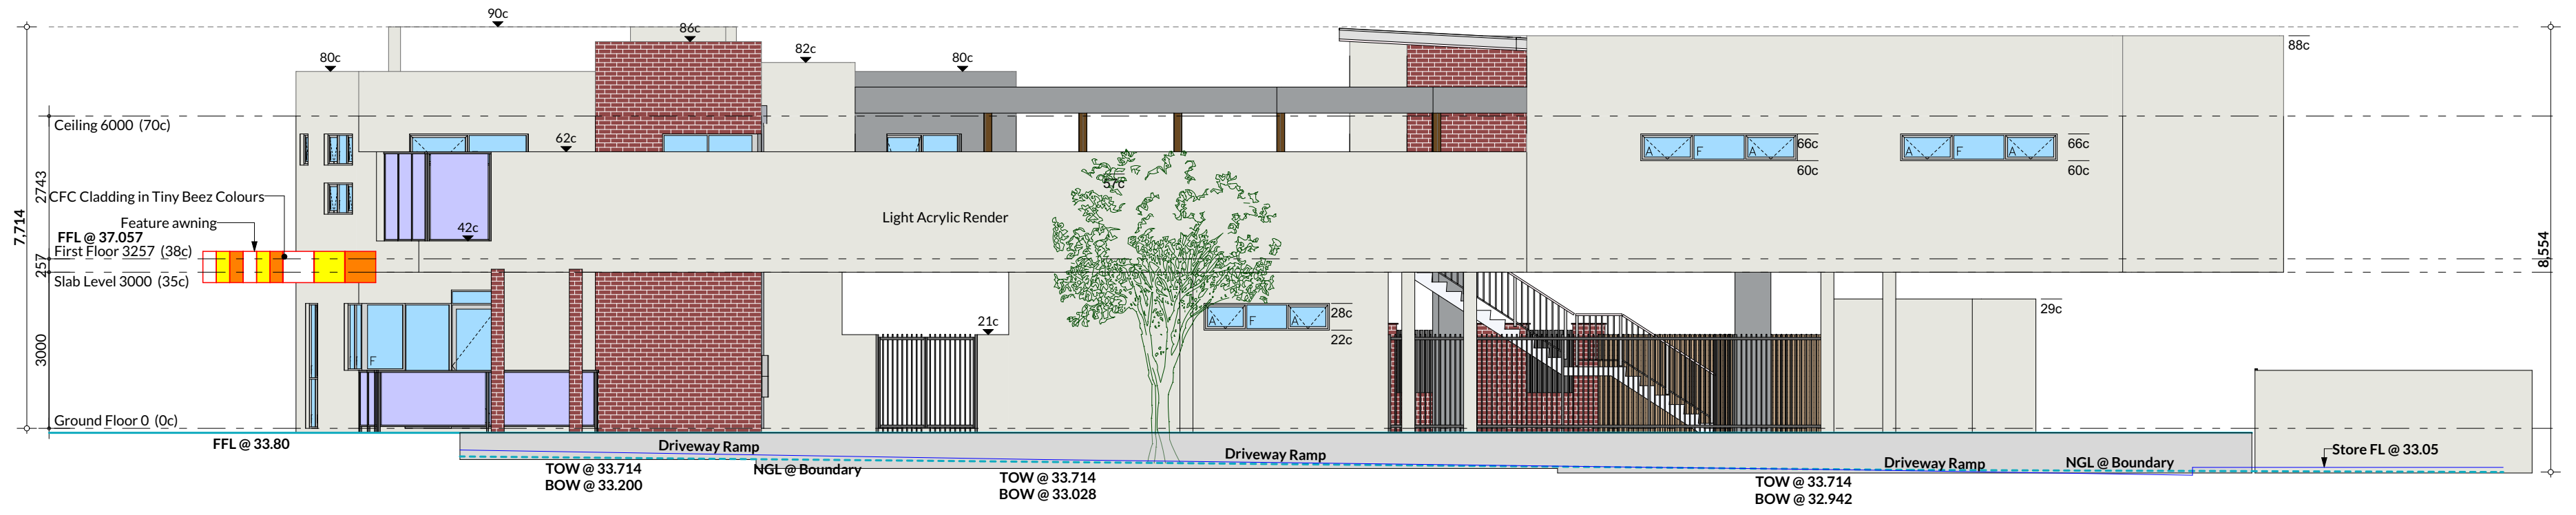 90c
86c
82c
80c
80c
88c
Ceiling 6000 (70c)
62c
66c
60c
66c
60c
57c
2743
CFC Cladding in Tiny Beez Colours
Feature awning
Light Acrylic Render
7,714
FFL @ 37.057
42c
First Floor 3257 (38c)
257
Slab Level 3000 (35c)
8,554
A
F
A
A
F
A
A
F
A
28c
22c
29c
21c
F
3000
Ground Floor 0 (0c)
FFL @ 33.80
Driveway Ramp
Driveway Ramp
Driveway Ramp
NGL @ Boundary
NGL @ Boundary
Store FL @ 33.05
TOW @ 33.714
BOW @ 33.200
TOW @ 33.714
BOW @ 33.028
TOW @ 33.714
BOW @ 32.942